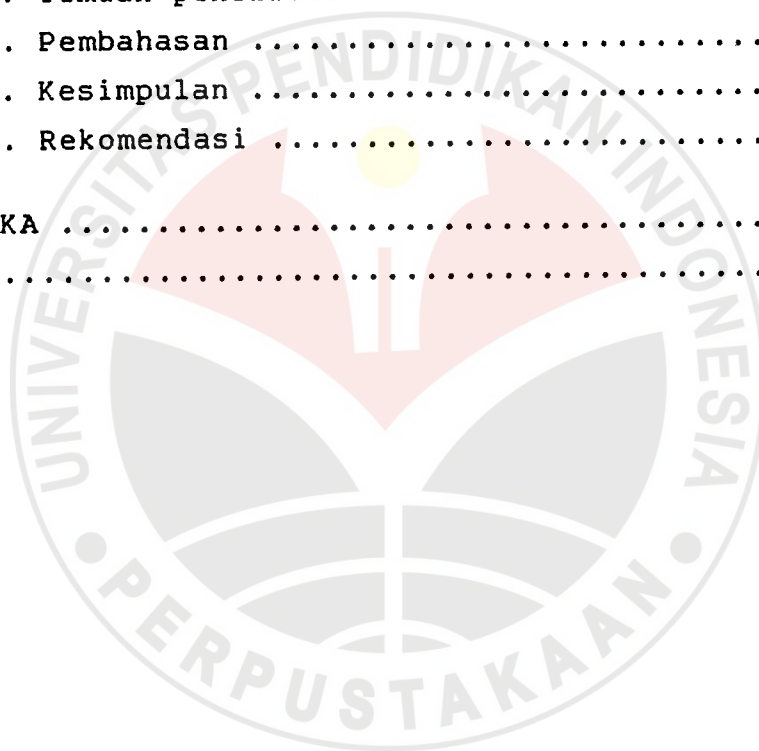 . Pembahasan ..............................
. Kesimpulan ..............................
. Rekomendasi ..............................
KA ..............................
..............................
UNIVERSITAS PENDIDIKAN INDONESIA
PERPUSTAKAAN